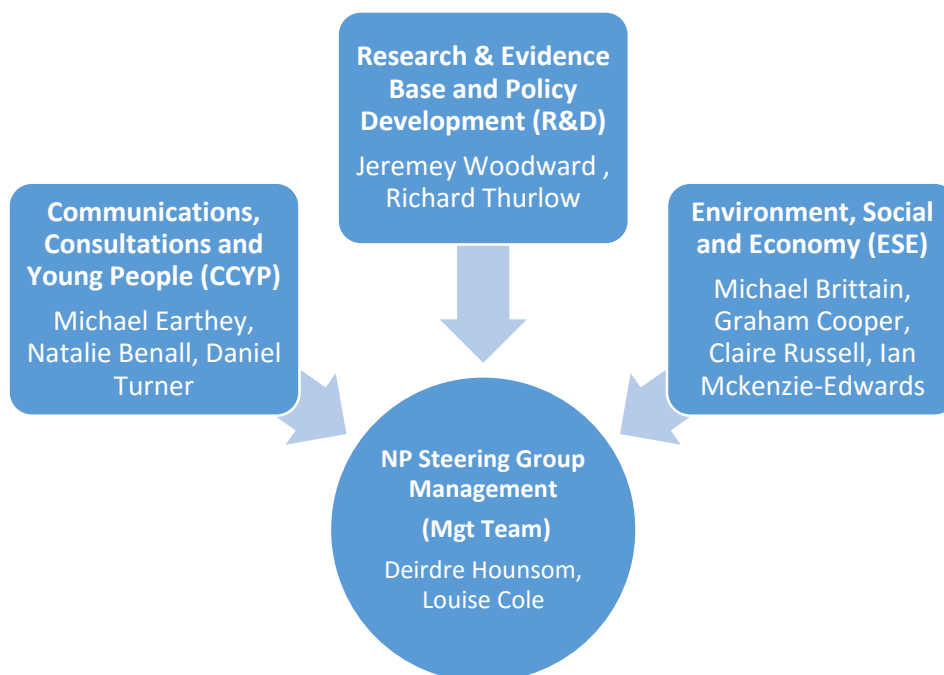 Research & Evidence
Base and Policy
Development (R&D)
Jeremey Woodward ,
Richard Thurlow
Communications,
Consultations and
Young People (CCYP)
Michael Earthey,
Natalie Benall, Daniel
Turner
Environment, Social
and Economy (ESE)
Michael Brittain,
Graham Cooper,
Claire Russell, Ian
Mckenzie-Edwards
NP Steering Group
Management
(Mgt Team)
Deirdre Hounsom,
Louise Cole